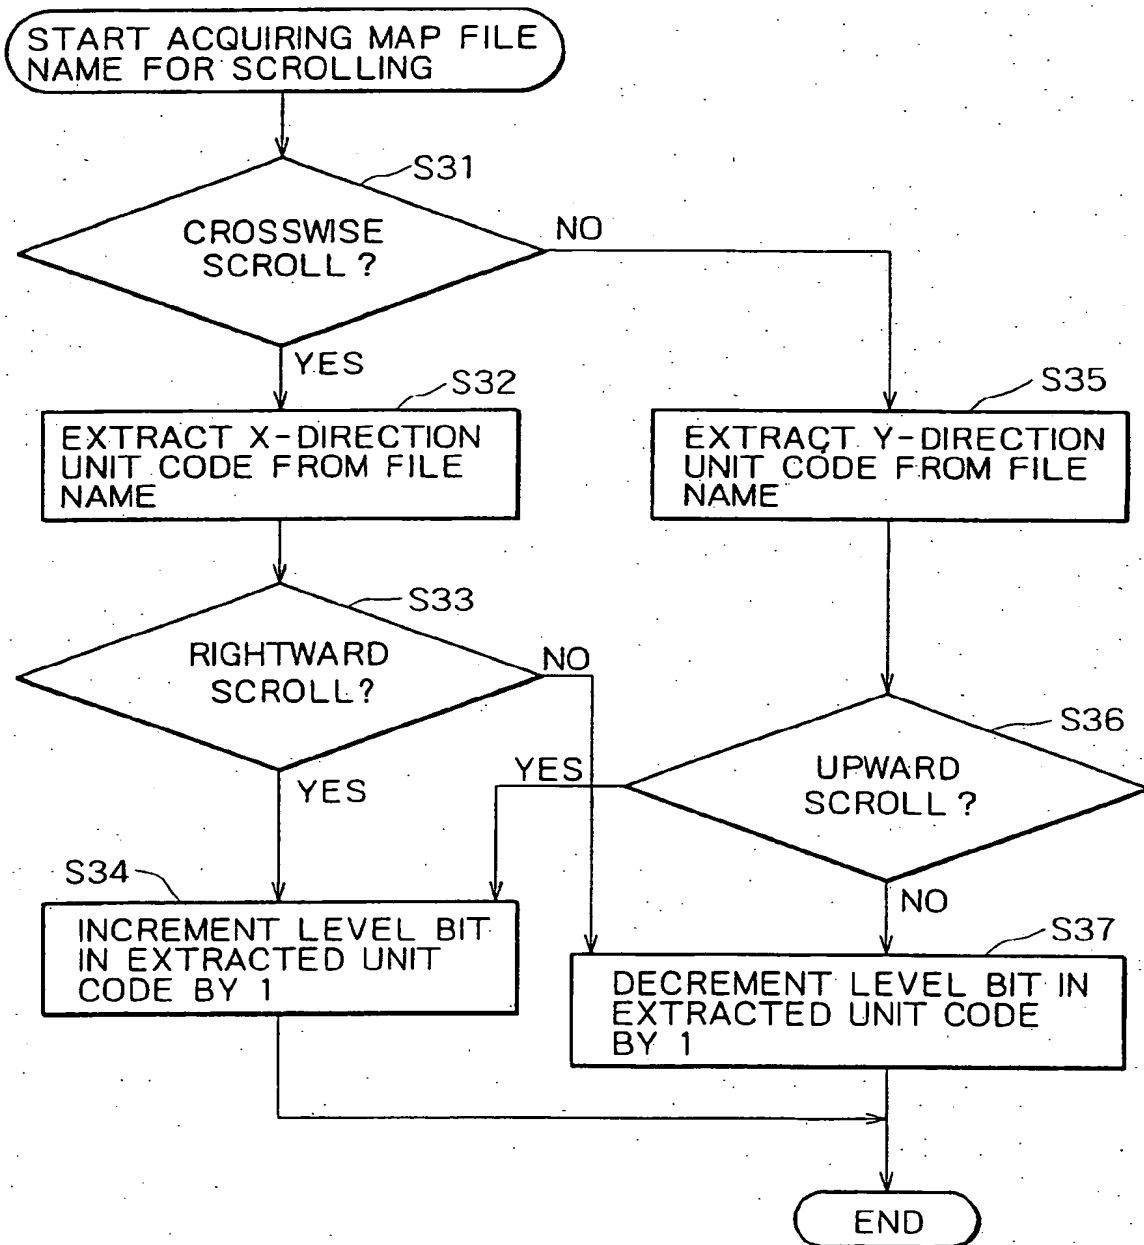 START ACQUIRING MAP FILE
NAME FOR SCROLLING
S31
CROSSWISE
SCROLL?
NO
YES
S32
EXTRACT X-DIRECTION
UNIT CODE FROM FILE
NAME
S35
EXTRACT Y-DIRECTION
UNIT CODE FROM FILE
NAME
S33
RIGHTWARD
SCROLL?
NO
YES
S36
UPWARD
SCROLL?
YES
NO
S34
INCREMENT LEVEL BIT
IN EXTRACTED UNIT
CODE BY 1
S37
DECREMENT LEVEL BIT IN
EXTRACTED UNIT CODE
BY 1
END